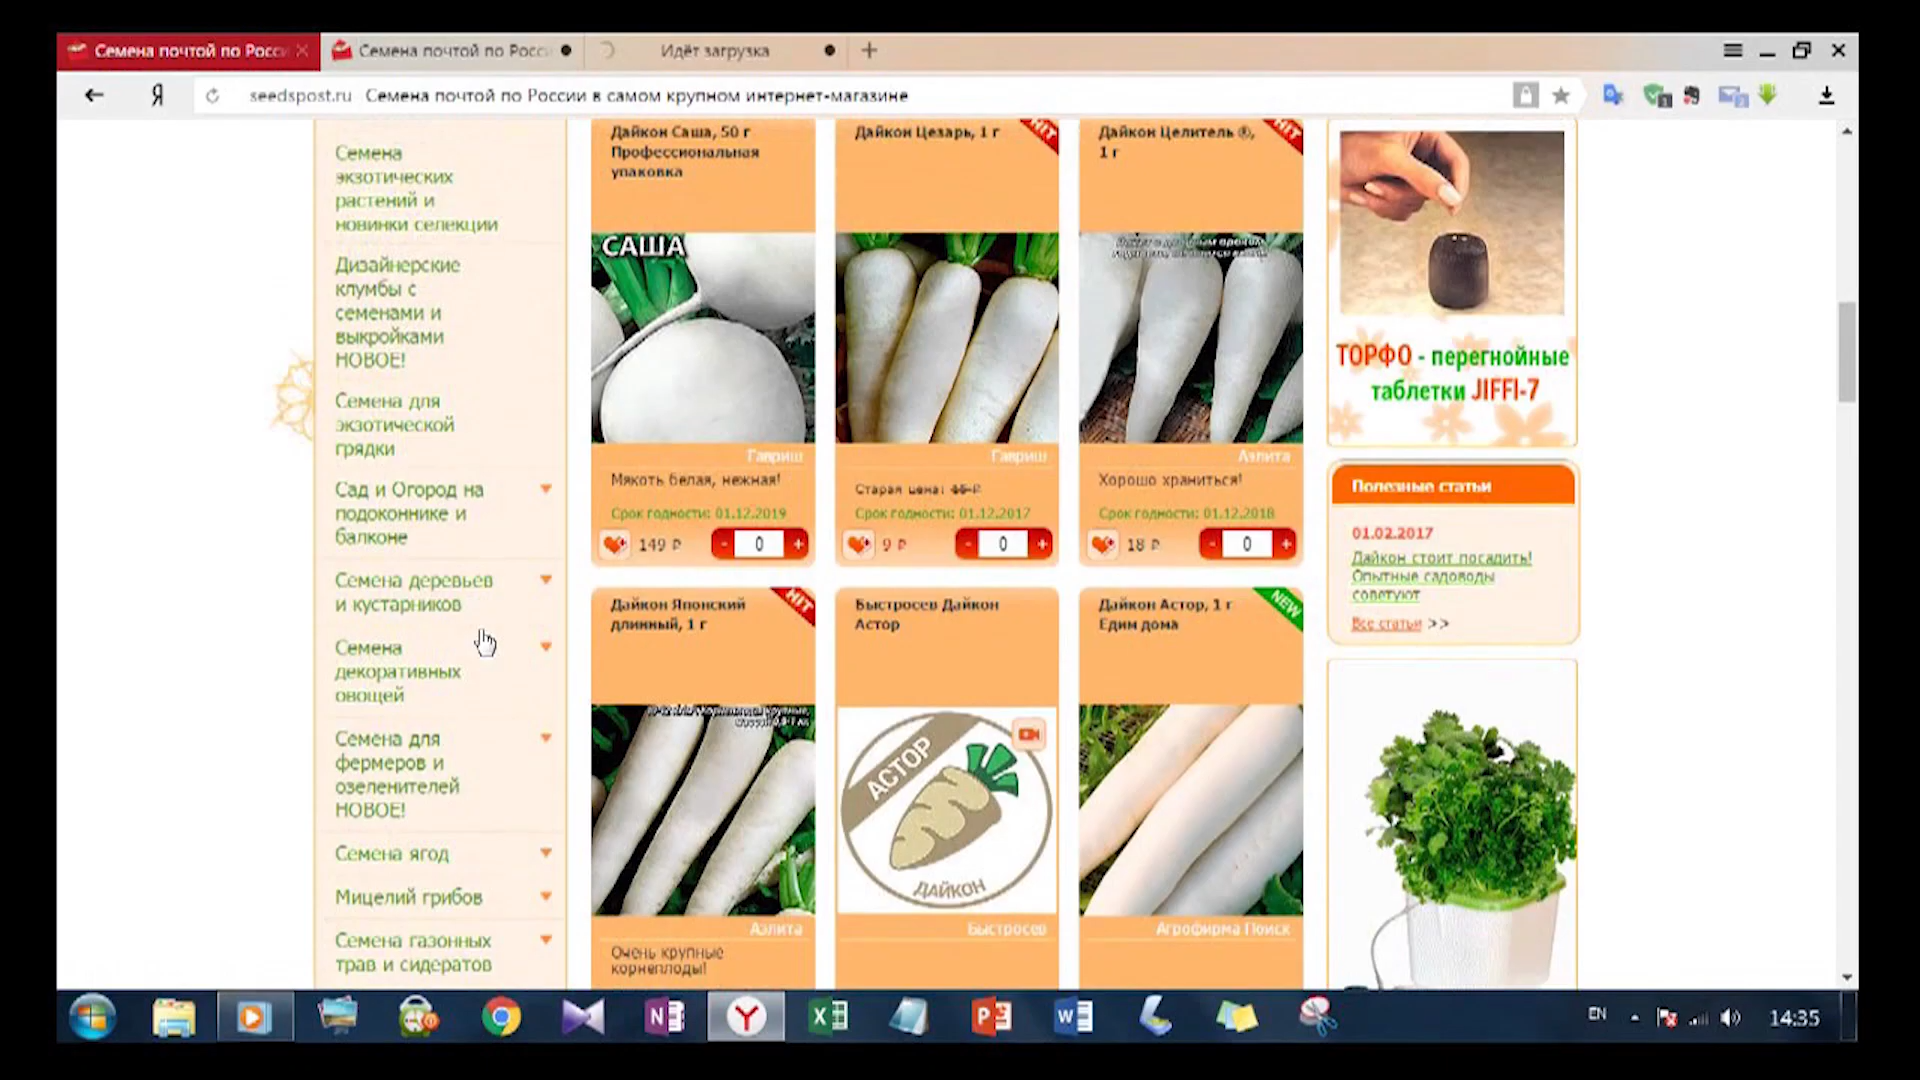 Семена почтой по Росси
Семена почтой по Росс
Идёт загрузка
Я
seedspost.ru Семена почтой по России в самом крупном интернет-магазине
Семена
экзотических
растений и
новинки селекции
Дизайнерские
клумбы с
семенами и
выкройками
НОВОЕ!
Семена для
экзотической
грядки
Сад и Огород на
подоконнике и
балконе
Семена деревьев
и кустарников
Семена
декоративных
овощей
Семена для
фермеров и
озеленителей
НОВОЕ!
Семена ягод
Мицелий грибов
Семена газонных
трав и сидератов
Дайкон Саша, 50 г
Профессиональная
упаковка
САША
Гавриш
Мякоть белая, нежная!
Срок годности: 01.12.2019
149 ₽
- 0 +
Дайкон Цезарь, 1 г
HIT
Гавриш
Старая цена:
Срок годности: 01.12.2017
9 ₽
- 0 +
Дайкон Целитель ®,
1 г
HIT
Аэлита
Хорошо храниться!
Срок годности: 01.12.2018
18 ₽
- 0 +
Дайкон Японский
длинный, 1 г
HIT
Аэлита
Очень крупные
корнеплоды!
Быстросев Дайкон
Астор
АСТОР
ДАЙКОН
Быстросев
Дайкон Астор, 1 г
Едим дома
NEW
Агрофирма Поиск
ТОРФО - перегнойные
таблетки JIFFI-7
Полезные статьи
01.02.2017
Дайкон стоит посадить!
Опытные садоводы
советуют
Все статьи >>
EN
14:35